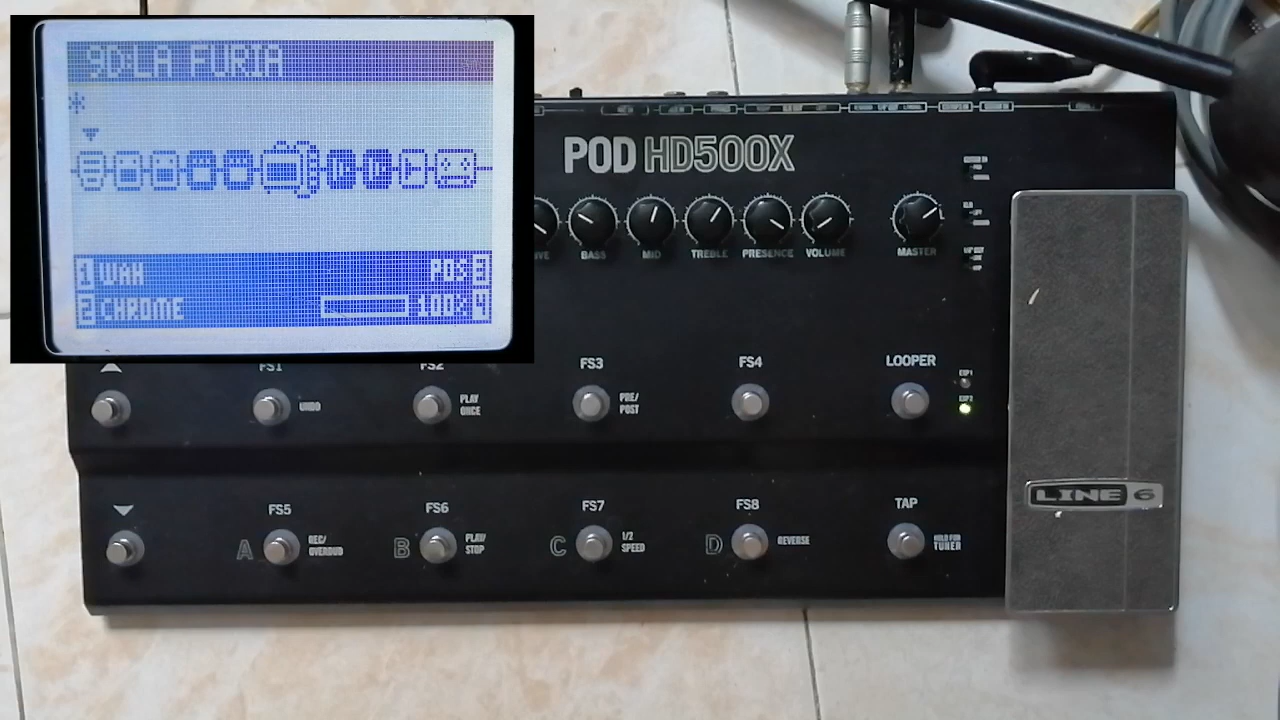 9D:LA FURIA
1 WAH POS 3
2 CHROME 100% 4
POD HD500X
BASS MID TREBLE PRESENCE VOLUME MASTER
FS1 FS2 FS3 FS4 LOOPER
UNDO
PLAY ONCE
PRE/ POST
EXP1
EXP2
FS5 FS6 FS7 FS8 TAP
A REC/ OVERDUB
B PLAY/ STOP
C 1/2 SPEED
D REVERSE
HOLD FOR TUNER
LINE 6